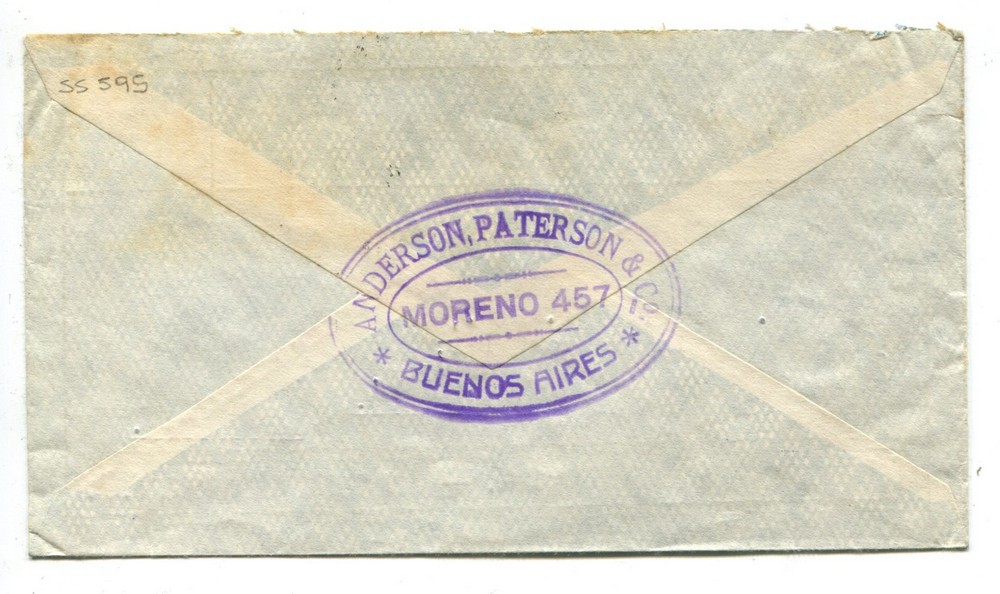 SS 595
ANDERSON, PATERSON & Co.
MORENO 457
* BUENOS AIRES *